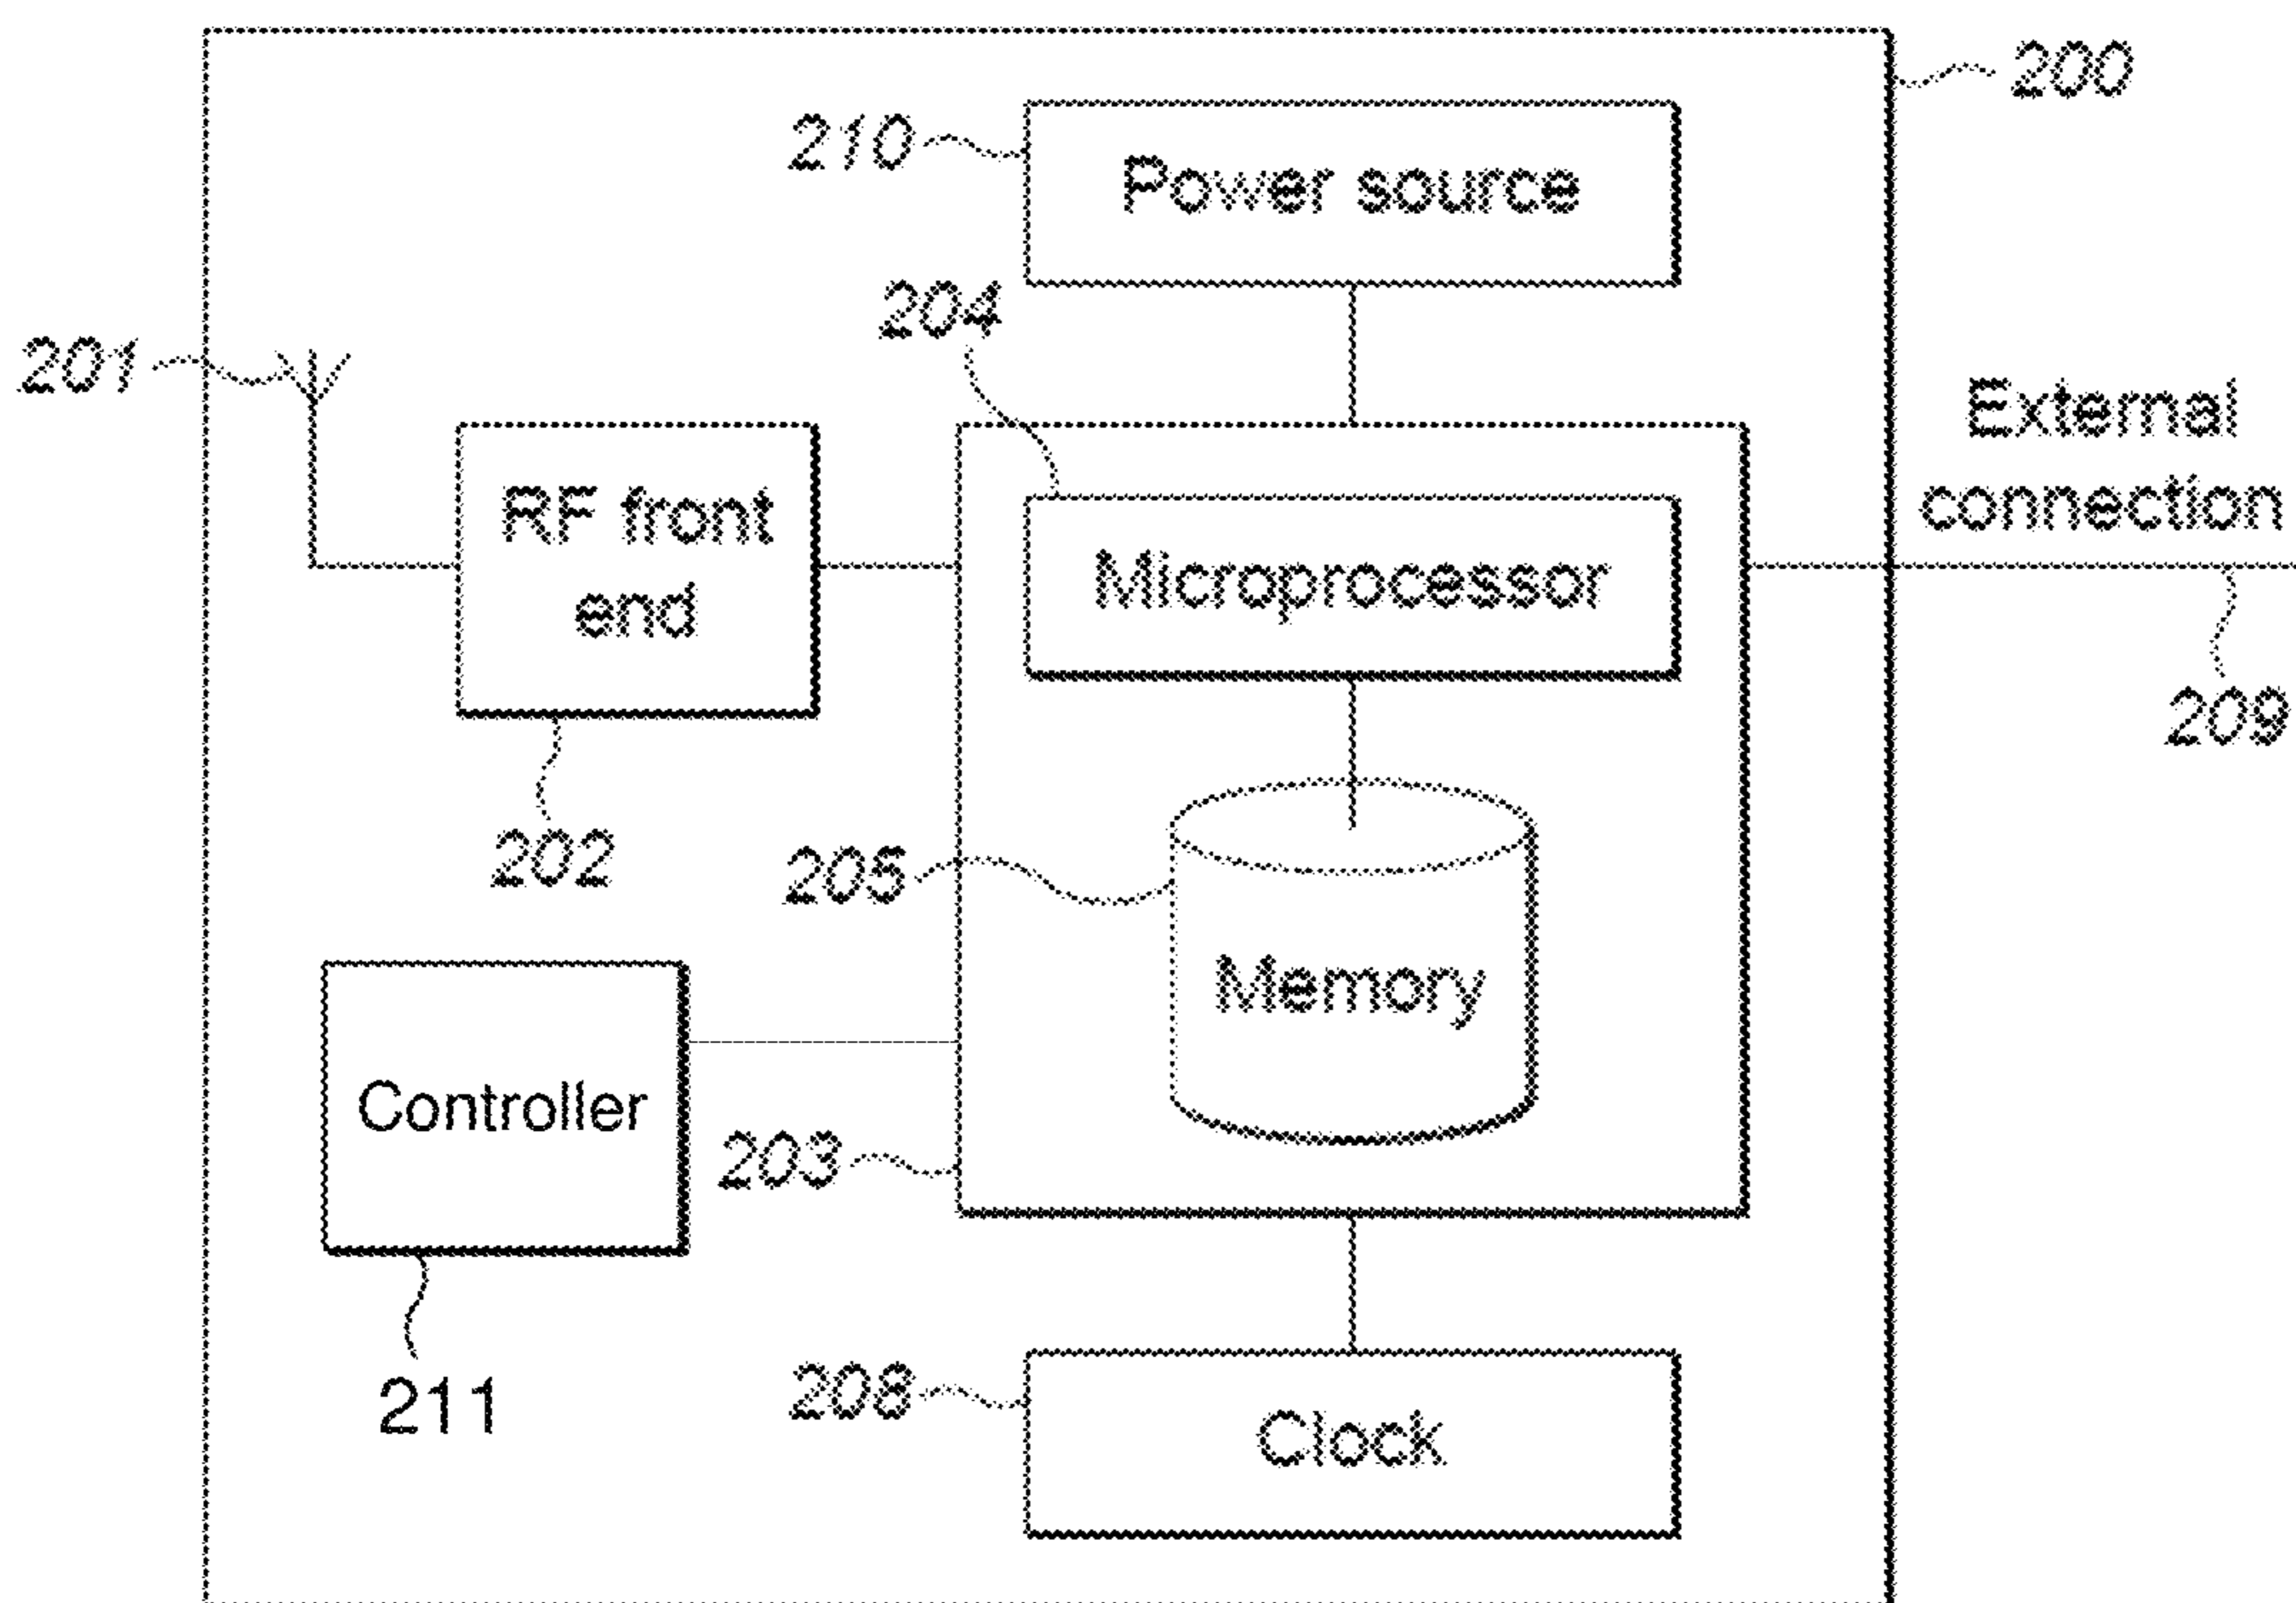 200
210
Power source
204
201
External
connection
RF front
end
Microprocessor
209
202
205
Memory
Controller
203
211
208
Clock